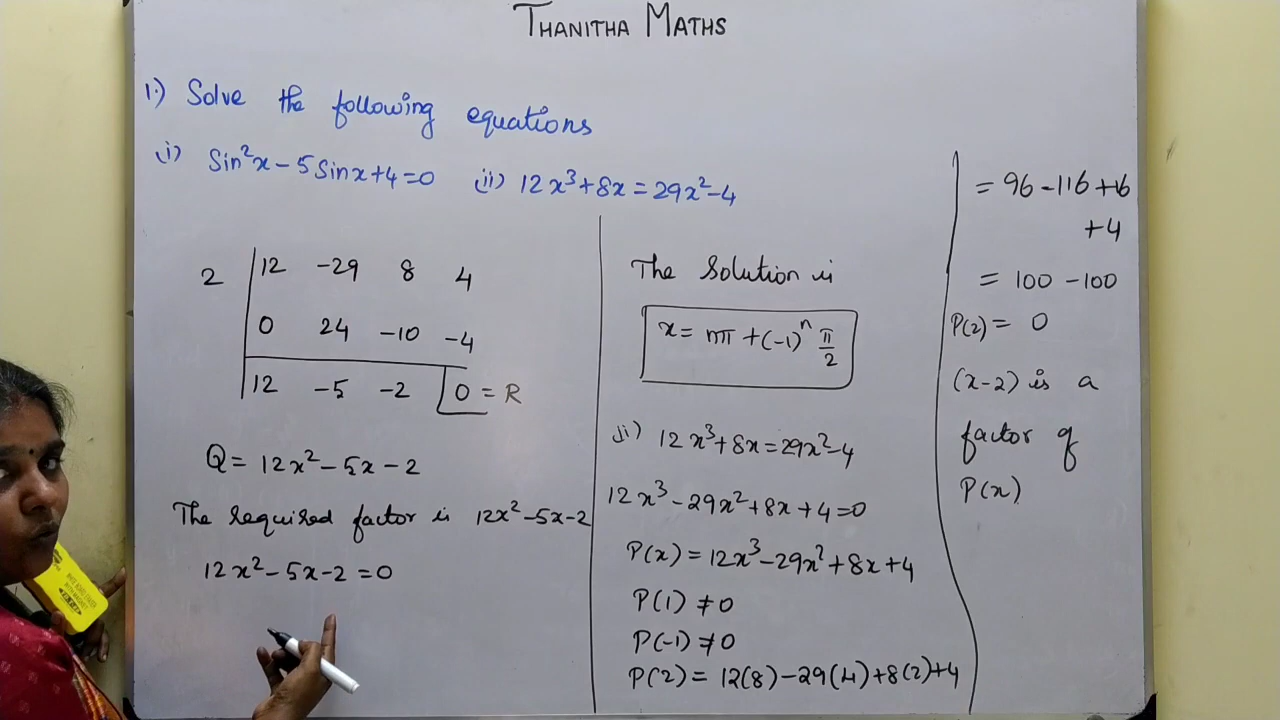 THANITHA MATHS
1.) Solve the following equations
(i) Sin²x - 5 Sinx + 4 = 0 (ii) 12x³ + 8x = 29x² - 4
2 | 12 -29 8 4
0 24 -10 -4
12 -5 -2 | 0 = R
Q = 12x² - 5x - 2
The required factor is 12x² - 5x - 2
12x² - 5x - 2 = 0
The Solution is
x = nπ + (-1)ⁿ π/2
ii) 12x³ + 8x = 29x² - 4
12x³ - 29x² + 8x + 4 = 0
P(x) = 12x³ - 29x² + 8x + 4
P(1) ≠ 0
P(-1) ≠ 0
P(2) = 12(8) - 29(4) + 8(2) + 4
= 96 - 116 + 16
+ 4
= 100 - 100
P(2) = 0
(x-2) is a
factor of
P(x)